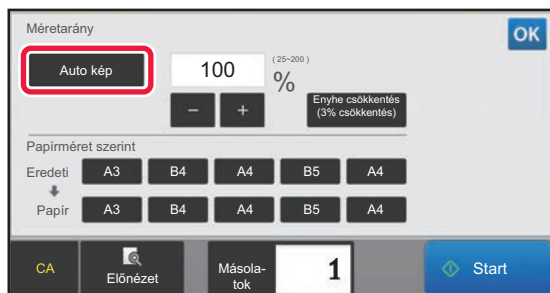 Méretarány
OK
Auto kép
100
(25~200)
%
−
+
Enyhe csökkentés
(3% csökkentés)
Papírméret szerint
Eredeti
A3 B4 A4 B5 A4
Papír
A3 B4 A4 B5 A4
CA
Előnézet
Másola-
tok
1
Start